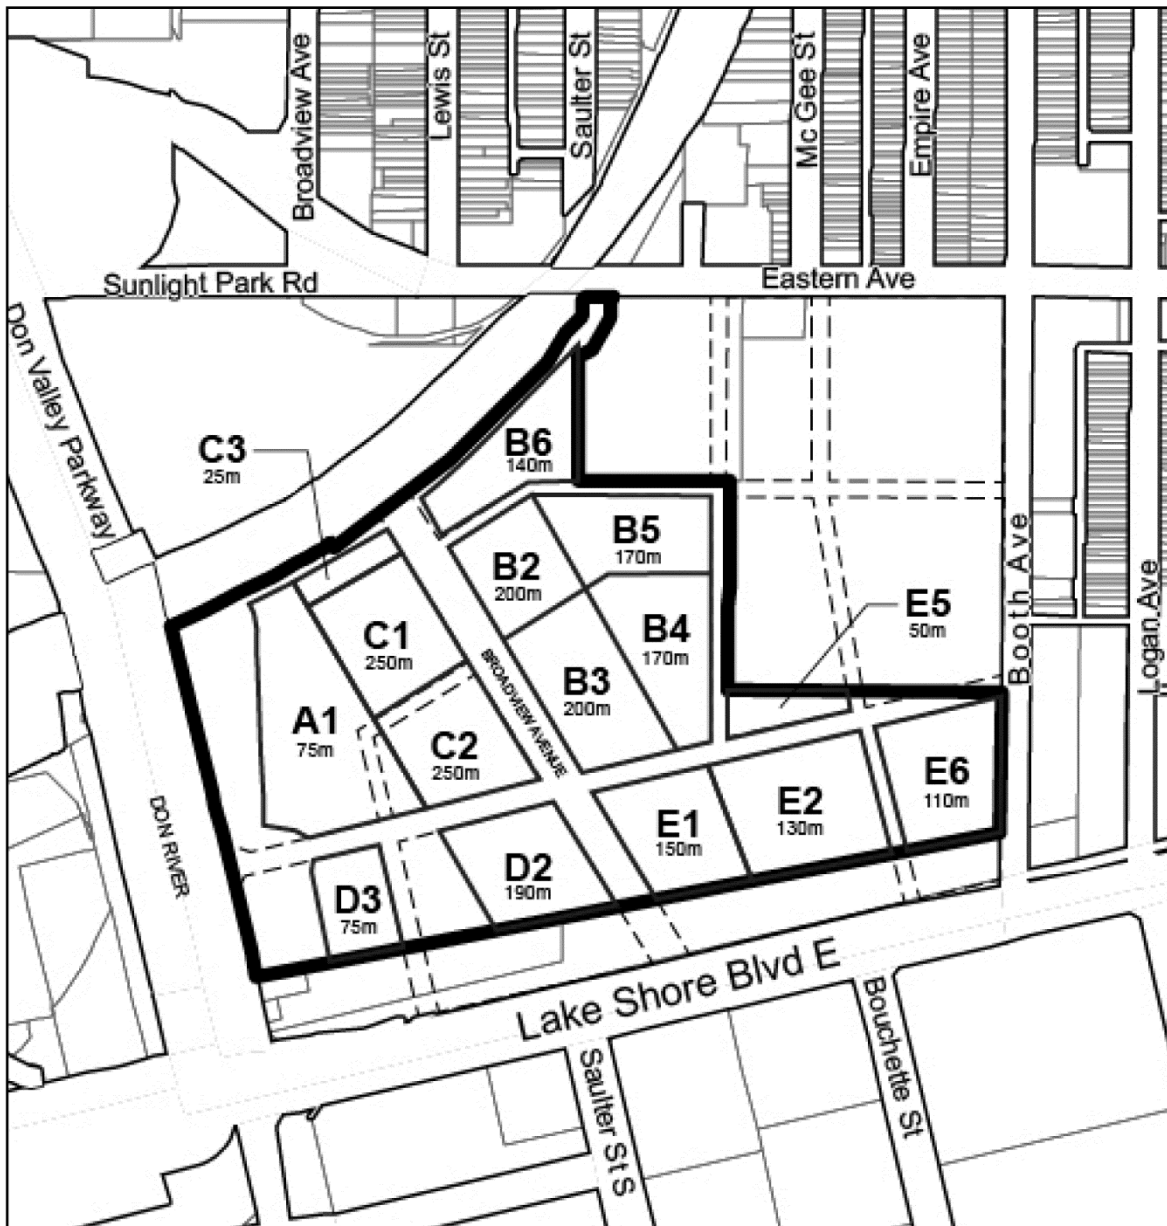 Broadview Ave
Lewis St
Saulter St
Mc Gee St
Empire Ave
Sunlight Park Rd
Eastern Ave
Don Valley Parkway
C3
25m
B6
140m
B5
170m
B2
200m
E5
50m
Booth Ave
Logan Ave
C1
250m
B4
170m
B3
200m
BROADVIEW AVENUE
A1
75m
C2
250m
E6
110m
E2
130m
E1
150m
DON RIVER
D2
190m
D3
75m
Lake Shore Blvd E
Bouchette St
Saulter St S